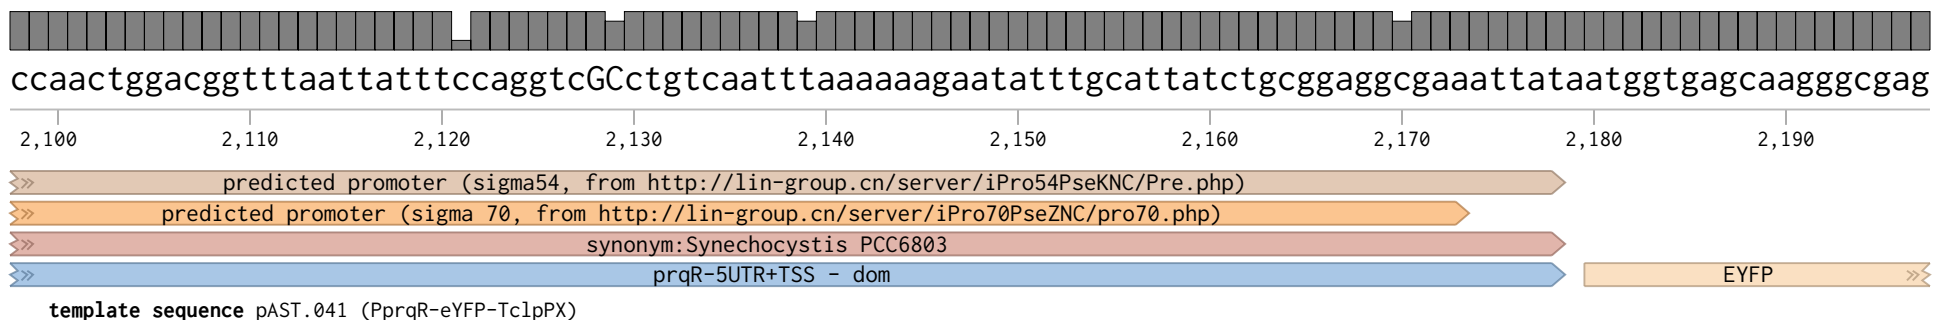 ccaactggacggtttaattatttccaggtcGCctgtcaatttaaaaaagaatatttgcattatctgcggaggcgaaattataatggtgagcaagggcgag
2,100 2,110 2,120 2,130 2,140 2,150 2,160 2,170 2,180 2,190
predicted promoter (sigma54, from http://lin-group.cn/server/iPro54PseKNC/Pre.php)
predicted promoter (sigma 70, from http://lin-group.cn/server/iPro70PseZNC/pro70.php)
synonym:Synechocystis PCC6803
prqR-5UTR+TSS - dom EYFP
template sequence pAST.041 (PprqR-eYFP-TclpPX)